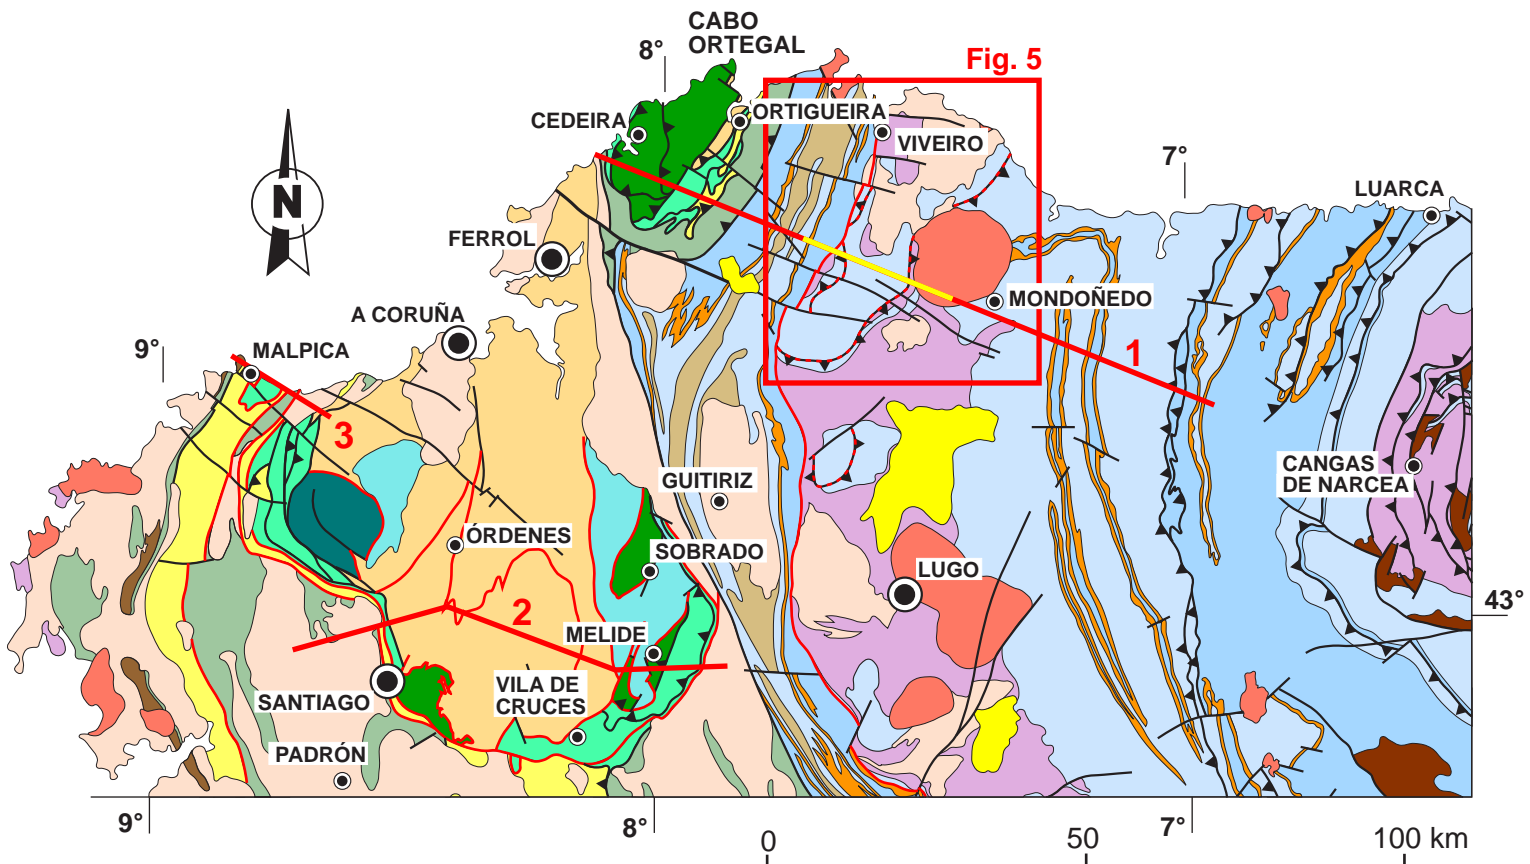 CABO
ORTEGAL
8°
Fig. 5
CEDEIRA
ORTIGUEIRA
VIVEIRO
7°
LUARCA
N
FERROL
MONDOÑEDO
A CORUÑA
9°
MALPICA
1
3
GUITIRIZ
CANGAS
DE NARCEA
ÓRDENES
SOBRADO
LUGO
43°
2
MELIDE
SANTIAGO
VILA DE
CRUCES
PADRÓN
9°
8°
7°
0
50
100 km